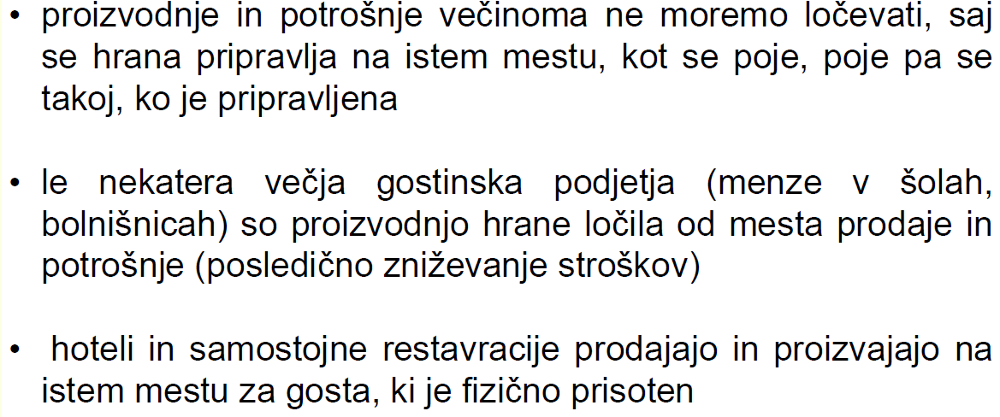 • proizvodnje in potrošnje večinoma ne moremo ločevati, saj
se hrana pripravlja na istem mestu, kot se poje, poje pa se
takoj, ko je pripravljena
• le nekatera večja gostinska podjetja (menze v šolah,
bolnišnicah) so proizvodnjo hrane ločila od mesta prodaje in
potrošnje (posledično zniževanje stroškov)
• hoteli in samostojne restavracije prodajajo in proizvajajo na
istem mestu za gosta, ki je fizično prisoten